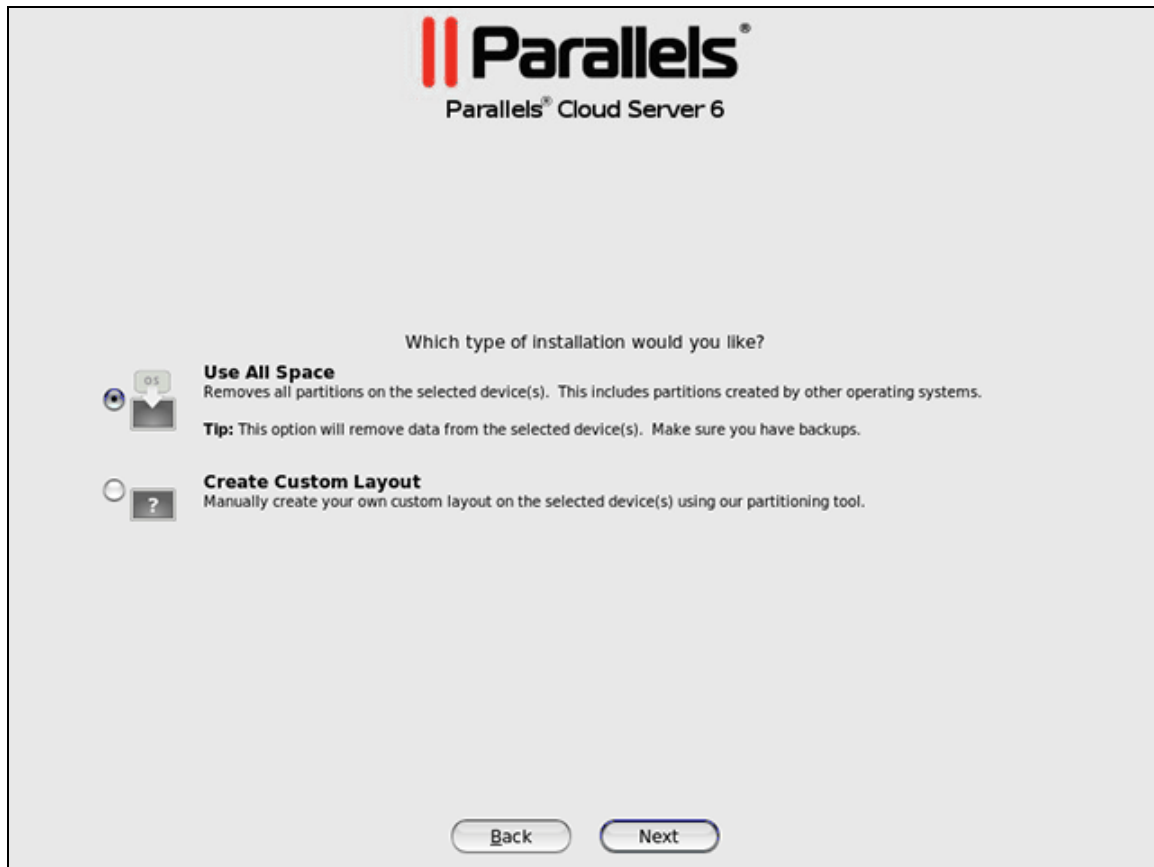 Parallels®
Parallels® Cloud Server 6
Which type of installation would you like?
OS
Use All Space
Removes all partitions on the selected device(s).  This includes partitions created by other operating systems.
Tip: This option will remove data from the selected device(s).  Make sure you have backups.
?
Create Custom Layout
Manually create your own custom layout on the selected device(s) using our partitioning tool.
Back
Next